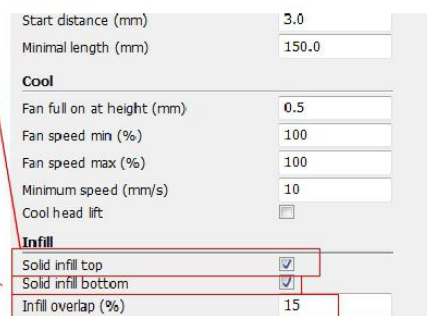 Start distance (mm) 3.0
Minimal length (mm) 150.0
Cool
Fan full on at height (mm) 0.5
Fan speed min (%) 100
Fan speed max (%) 100
Minimum speed (mm/s) 10
Cool head lift
Infill
Solid infill top
Solid infill bottom
Infill overlap (%) 15